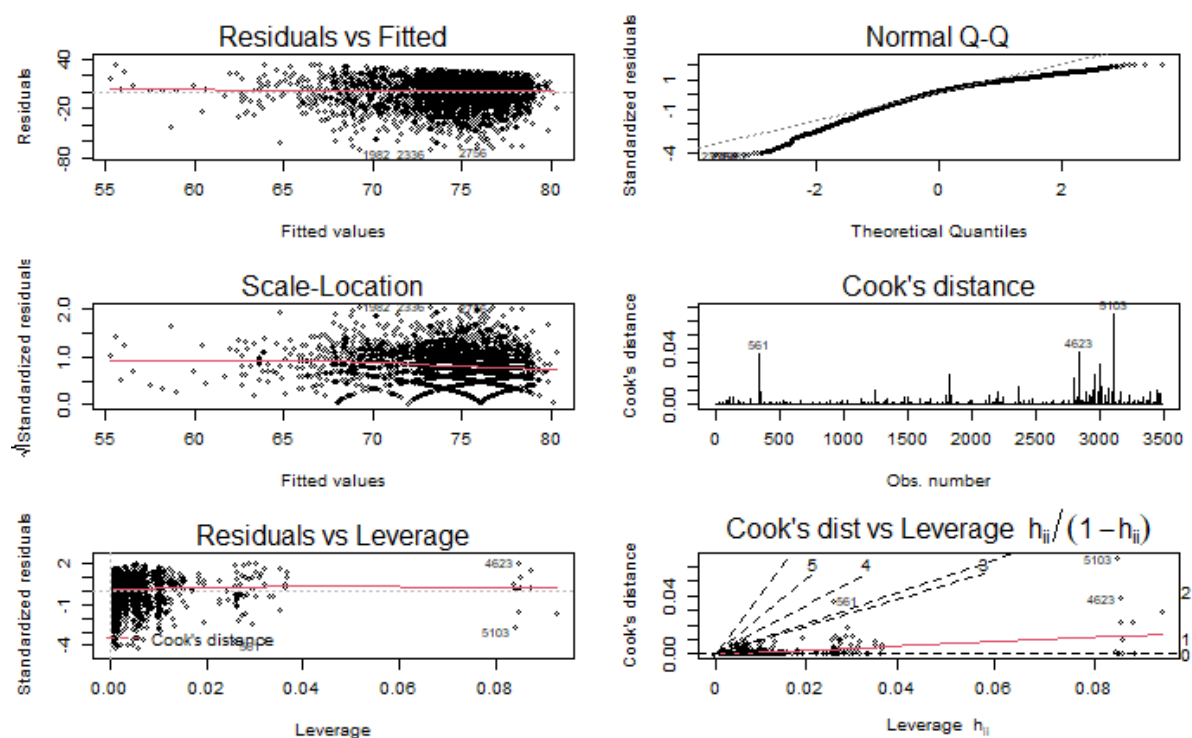 Residuals vs Fitted
Residuals
40
-20
-80
1982 2336 2756
55 60 65 70 75 80
Fitted values
Normal Q-Q
Standardized residuals
1
-1
-4
-2 0 2
Theoretical Quantiles
Scale-Location
√|Standardized residuals
2.0
1.0
0.0
1982 2336 2756
55 60 65 70 75 80
Fitted values
Cook's distance
Cook's distance
0.04
0.00
561 4623 5103
0 500 1000 1500 2000 2500 3000 3500
Obs. number
Residuals vs Leverage
Standardized residuals
2
-1
-4
4623
5103
561
Cook's distance
0.00 0.02 0.04 0.06 0.08
Leverage
Cook's dist vs Leverage hii/(1−hii)
Cook's distance
0.04
0.00
5 4 3
2
1
0
5103
4623
561
0 0.02 0.04 0.06 0.08
Leverage hii